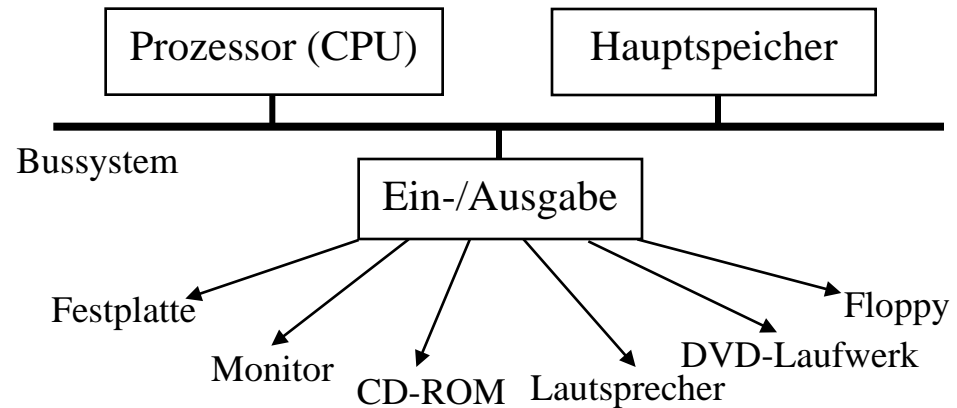 Prozessor (CPU)
Hauptspeicher
Bussystem
Ein-/Ausgabe
Festplatte
Monitor
CD-ROM
Lautsprecher
DVD-Laufwerk
Floppy